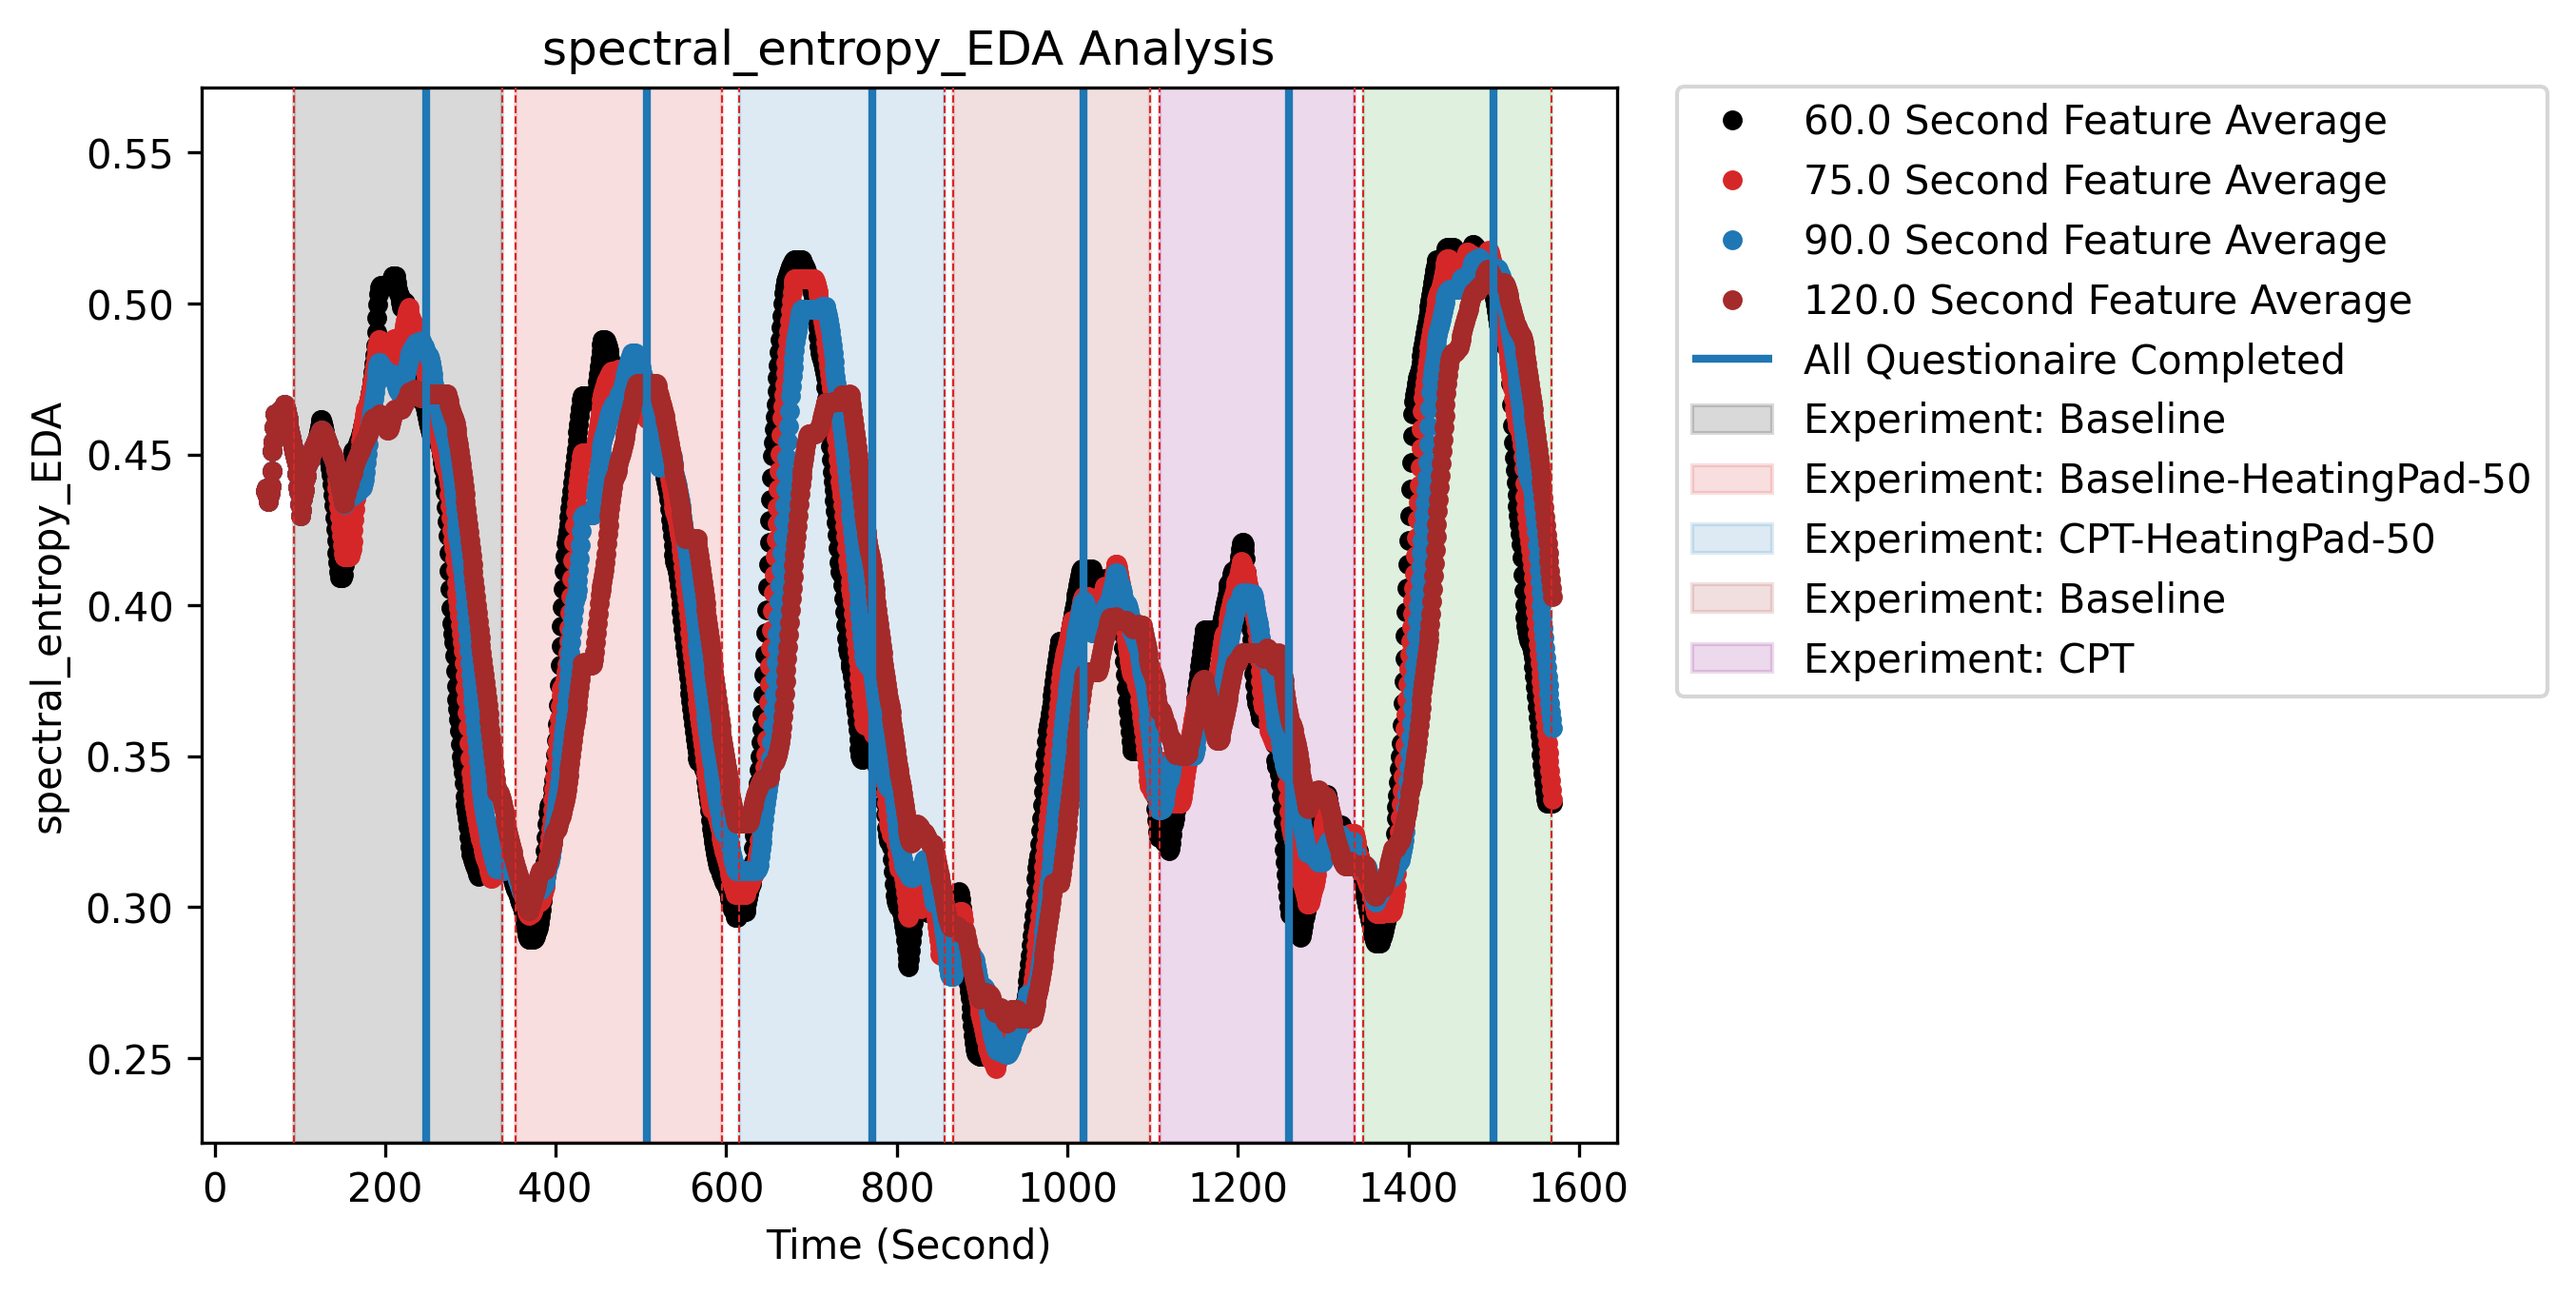 spectral_entropy_EDA Analysis
spectral_entropy_EDA
0.55
0.50
0.45
0.40
0.35
0.30
0.25
0 200 400 600 800 1000 1200 1400 1600
Time (Second)
60.0 Second Feature Average
75.0 Second Feature Average
90.0 Second Feature Average
120.0 Second Feature Average
All Questionaire Completed
Experiment: Baseline
Experiment: Baseline-HeatingPad-50
Experiment: CPT-HeatingPad-50
Experiment: Baseline
Experiment: CPT